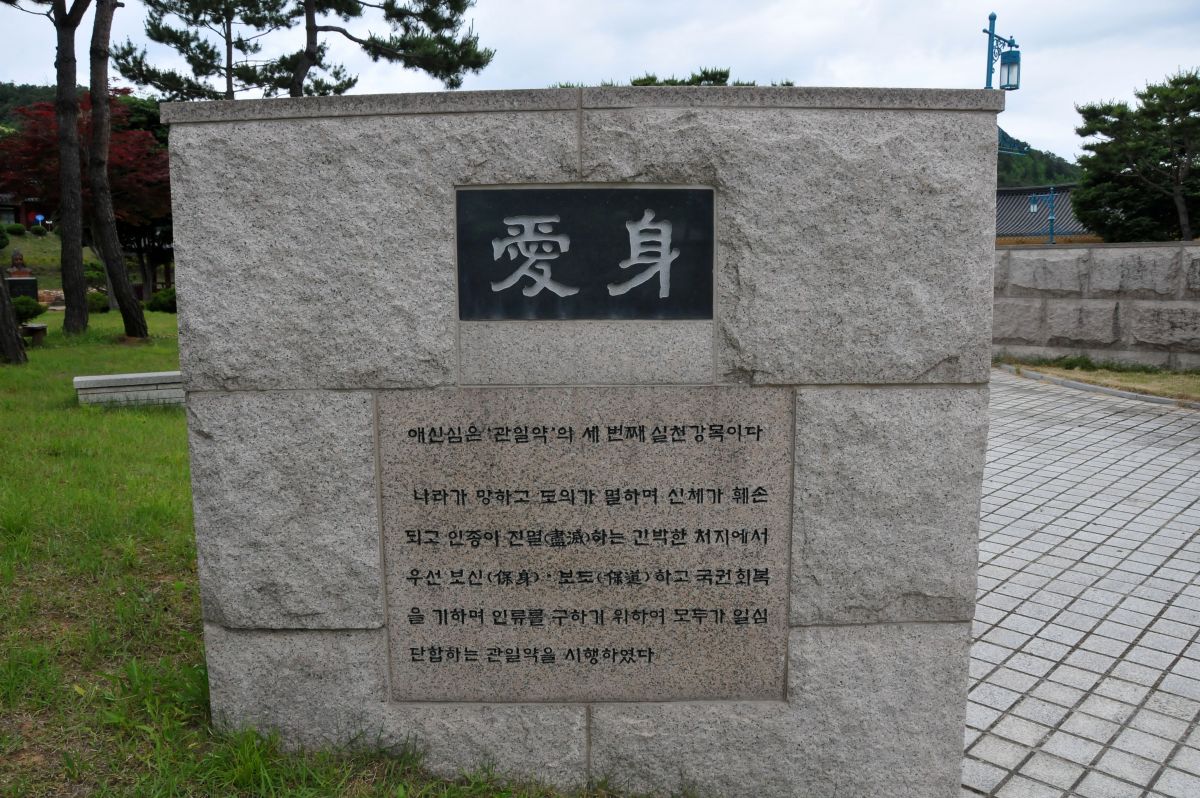 愛身
애신심은 '관일약'의 세 번째 실천강목이다
나라가 망하고 도의가 멸하며 신체가 훼손
되고 인종이 진멸(盡滅)하는 긴박한 처지에서
우선 보신(保身)·보도(保道)하고 국권회복
을 기하며 인류를 구하기 위하여 모두가 일심
단합하는 관일약을 시행하였다